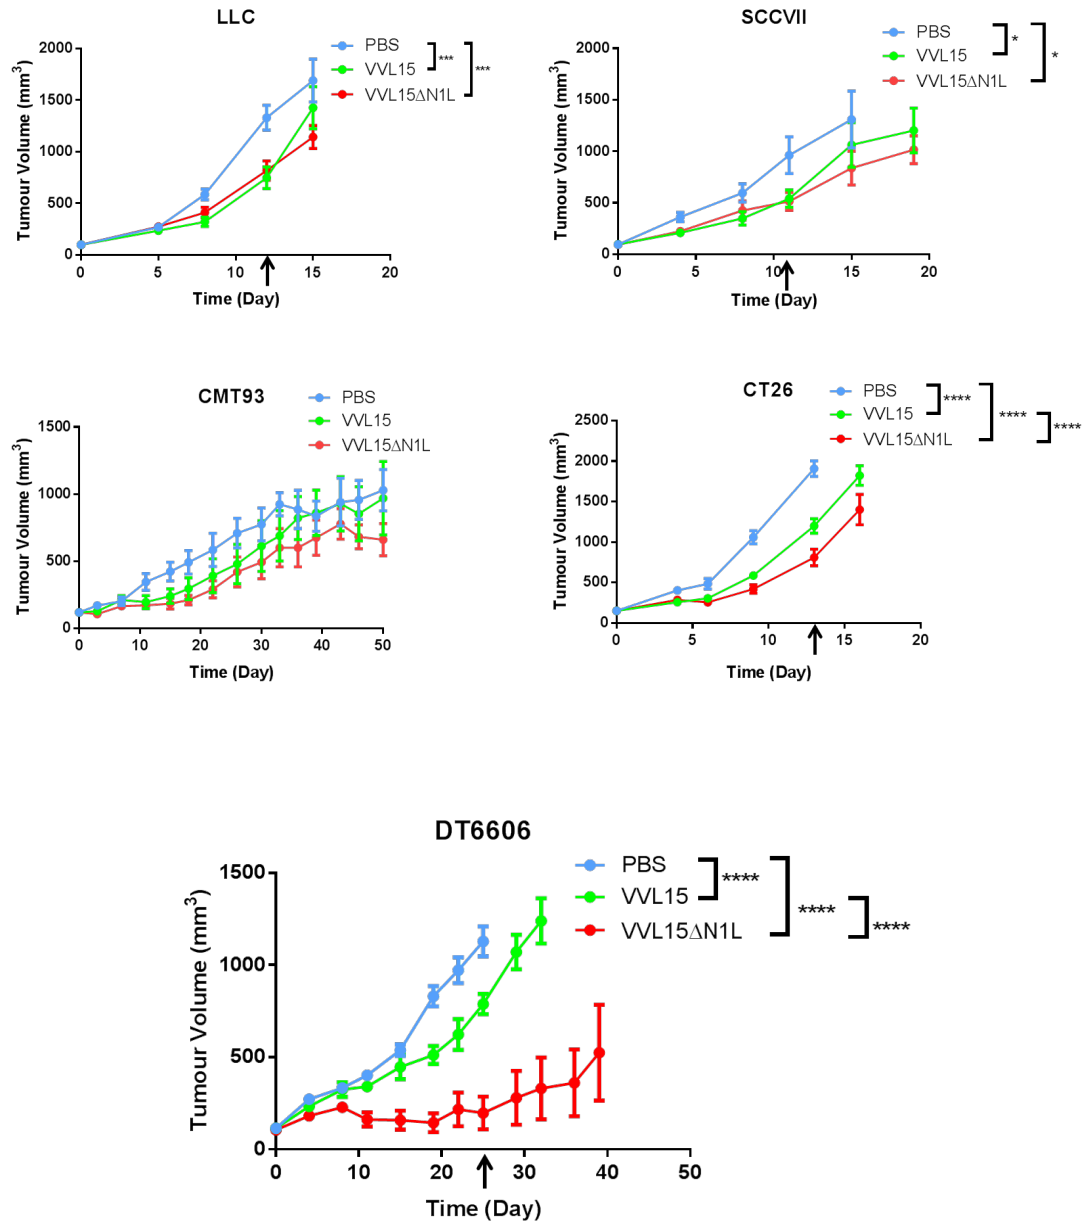 LLC
PBS
VVL15
VVL15ΔN1L
***
***
Tumour Volume (mm³)
2000
1500
1000
500
0
0 5 10 15 20
Time (Day)
SCCVII
PBS
VVL15
VVL15ΔN1L
*
*
Tumour Volume (mm³)
2000
1500
1000
500
0
0 5 10 15 20
Time (Day)
CMT93
PBS
VVL15
VVL15ΔN1L
Tumour Volume (mm³)
1500
1000
500
0
0 10 20 30 40 50
Time (Day)
CT26
PBS
VVL15
VVL15ΔN1L
****
****
****
Tumour Volume (mm³)
2500
2000
1500
1000
500
0
0 5 10 15 20
Time (Day)
DT6606
PBS
VVL15
VVL15ΔN1L
****
****
****
Tumour Volume (mm³)
1500
1000
500
0
0 10 20 30 40 50
Time (Day)